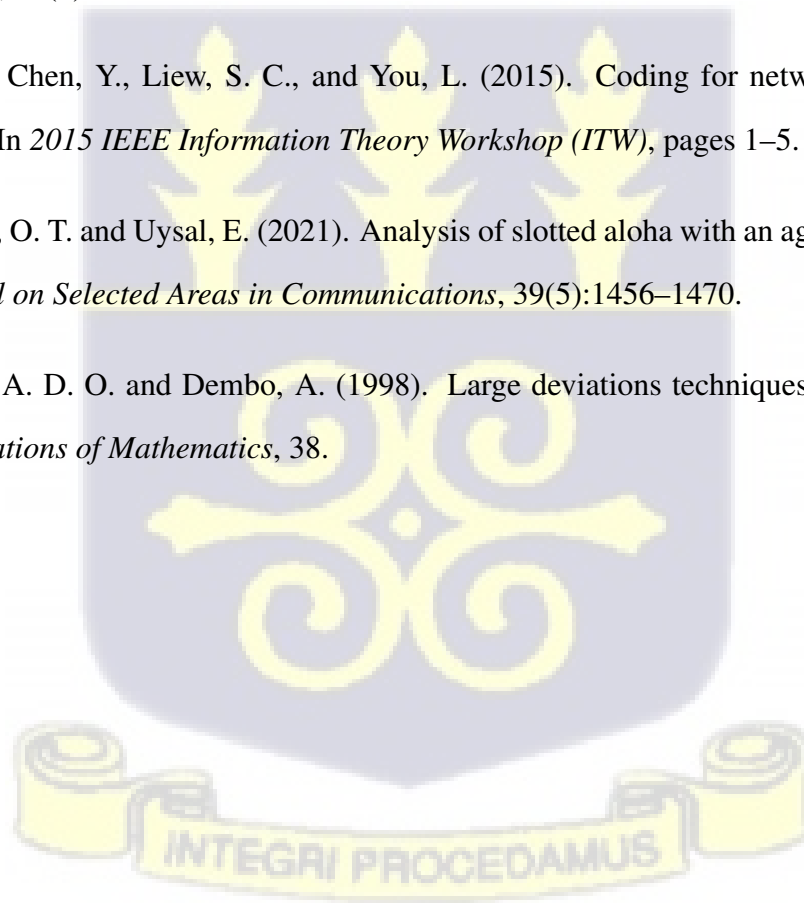 Chen, Y., Liew, S. C., and You, L. (2015). Coding for netw
In 2015 IEEE Information Theory Workshop (ITW), pages 1–5.
O. T. and Uysal, E. (2021). Analysis of slotted aloha with an ag
l on Selected Areas in Communications, 39(5):1456–1470.
A. D. O. and Dembo, A. (1998). Large deviations techniques
ations of Mathematics, 38.
INTEGRI PROCEDAMUS